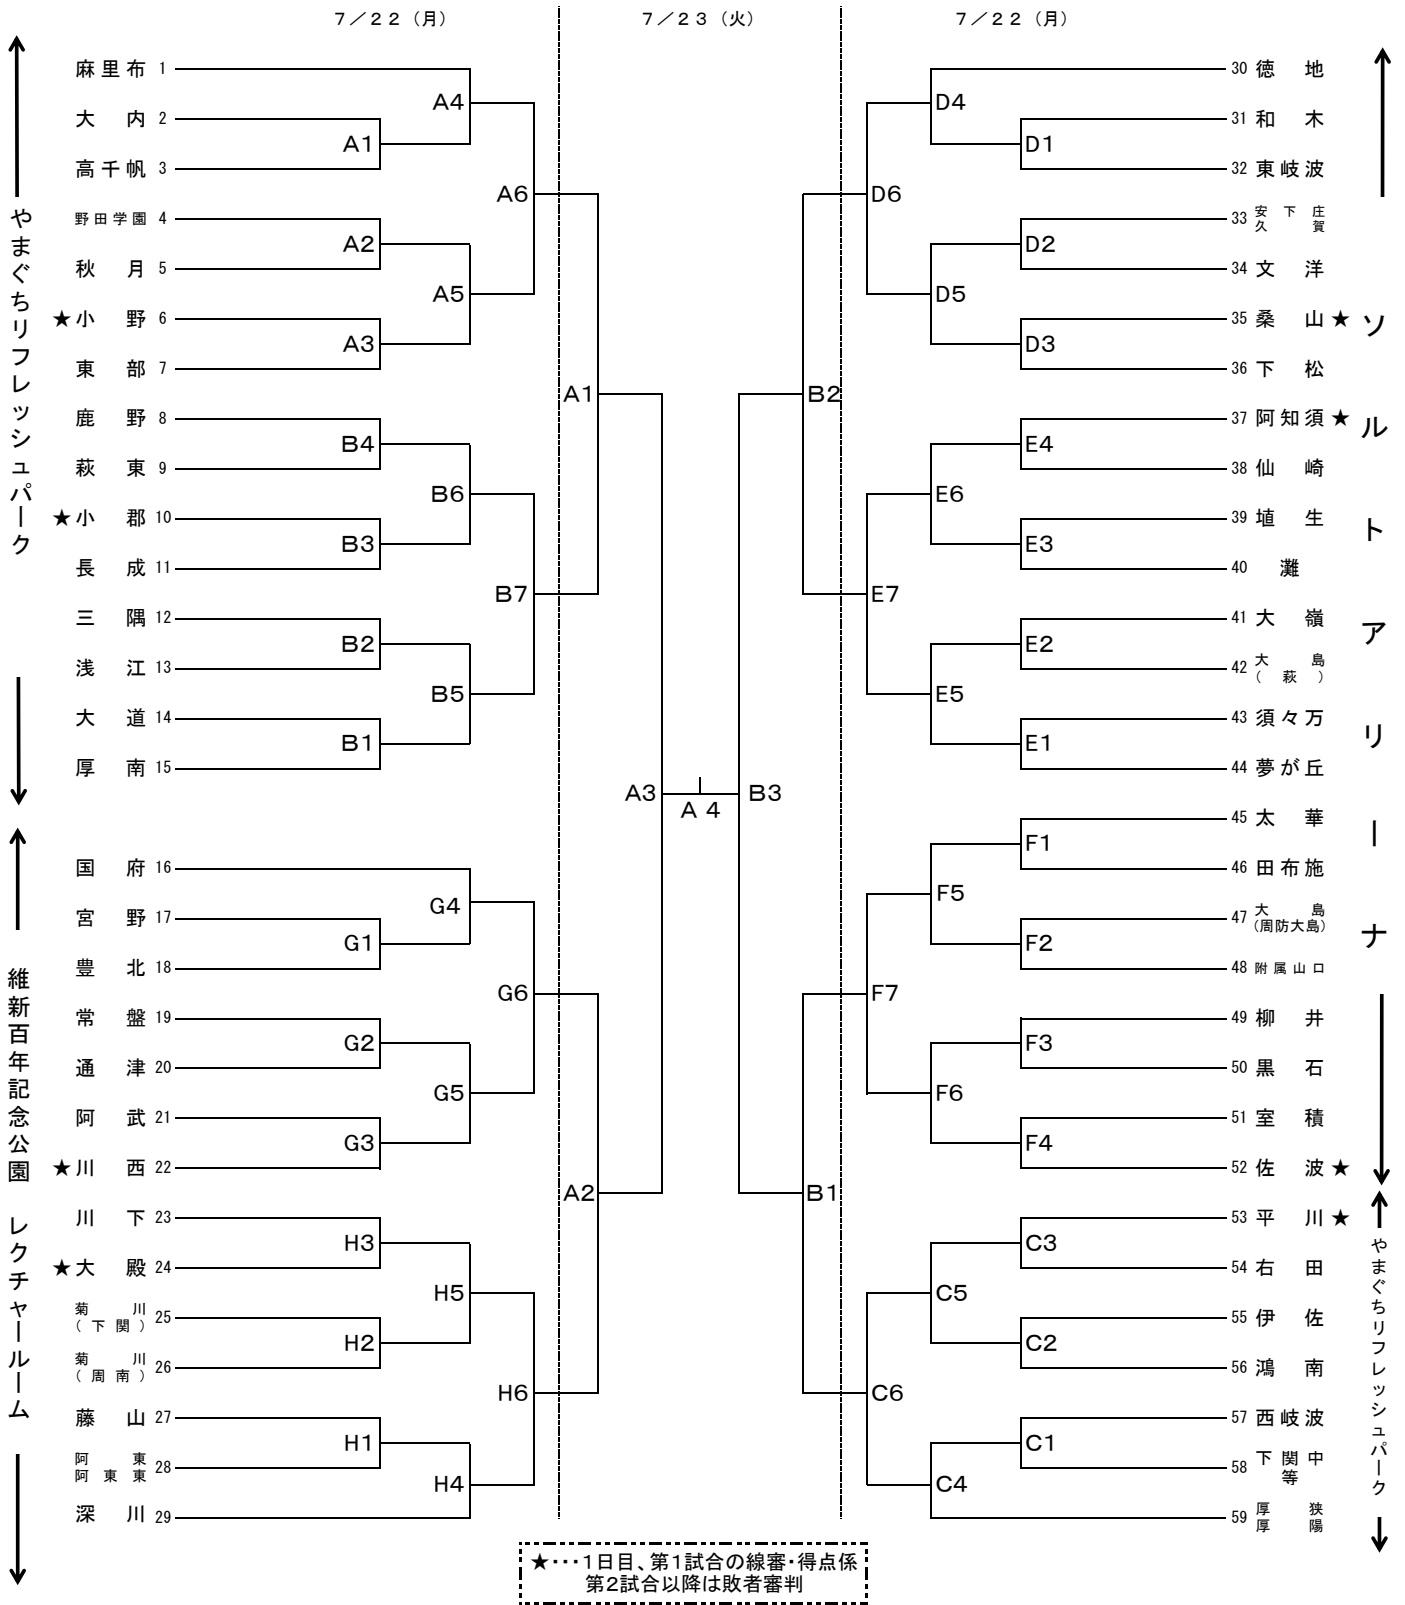 7／22（月）
7／23（火）
7／22（月）
やまぐちリフレッシュパーク
麻里布 1
大内 2
高千帆 3
野田学園 4
秋月 5
★小野 6
東部 7
鹿野 8
萩東 9
★小郡 10
長成 11
三隅 12
浅江 13
大道 14
厚南 15
維新百年記念公園 レクチャールーム
国府 16
宮野 17
豊北 18
常盤 19
通津 20
阿武 21
★川西 22
川下 23
★大殿 24
菊川
（下関） 25
菊川
（周南） 26
藤山 27
阿東
阿東東 28
深川 29
A4
A1
A6
A2
A5
A3
A1
B4
B6
B3
B7
B2
B5
B1
A3
A 4
B3
G4
G1
G6
G2
G5
G3
A2
H3
H5
H2
H6
H1
H4
D4
D1
D6
D2
D5
D3
B2
E4
E6
E3
E7
E2
E5
E1
F1
F5
F2
F7
F3
F6
F4
B1
C3
C5
C2
C6
C1
C4
30 徳地
31 和木
32 東岐波
33 安下庄
久賀
34 文洋
35 桑山★
36 下松
37 阿知須★
38 仙崎
39 埴生
40 灘
41 大嶺
42 大島
（萩）
43 須々万
44 夢が丘
45 太華
46 田布施
47 大島
（周防大島）
48 附属山口
49 柳井
50 黒石
51 室積
52 佐波★
53 平川★
54 右田
55 伊佐
56 鴻南
57 西岐波
58 下関中
等
59 厚狭
厚陽
ソルトアリーナ
やまぐちリフレッシュパーク
★･･･1日目、第1試合の線審･得点係
第2試合以降は敗者審判